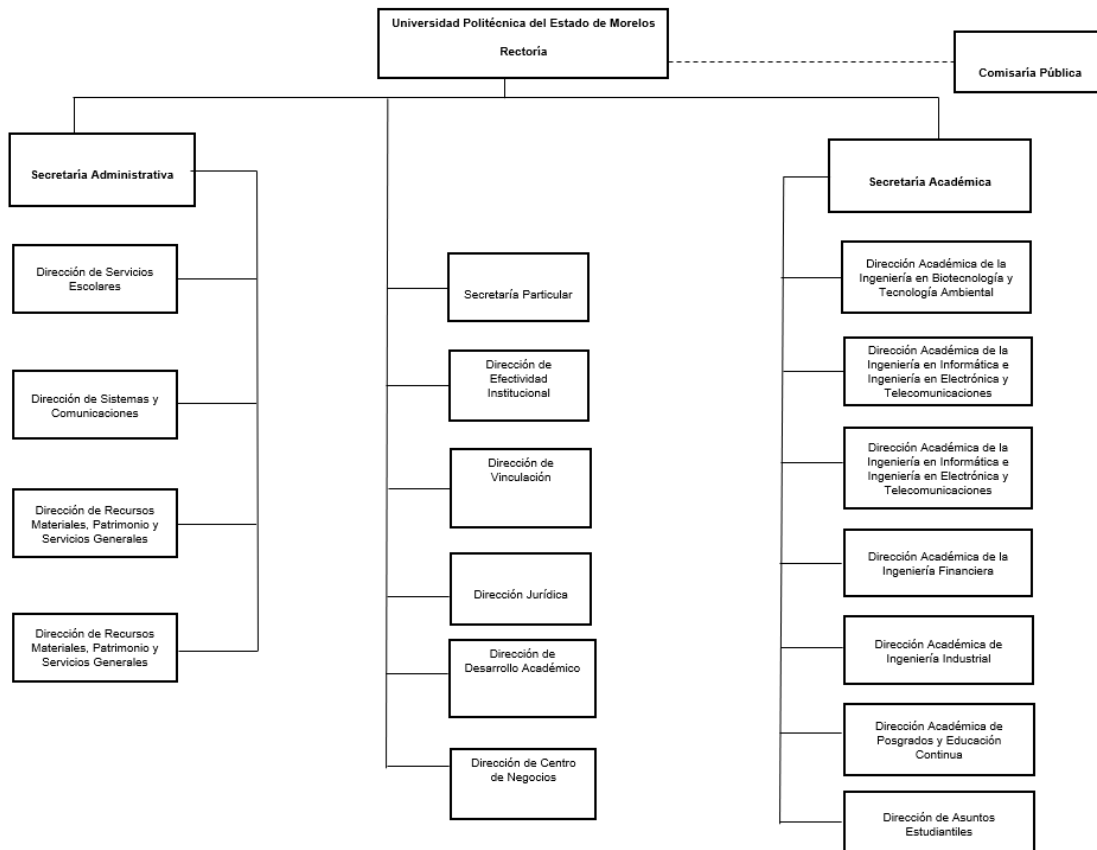 Universidad Politécnica del Estado de Morelos
Rectoría
Comisaría Pública
Secretaría Administrativa
Dirección de Servicios
Escolares
Dirección de Sistemas y
Comunicaciones
Dirección de Recursos
Materiales, Patrimonio y
Servicios Generales
Dirección de Recursos
Materiales, Patrimonio y
Servicios Generales
Secretaría Particular
Dirección de
Efectividad
Institucional
Dirección de
Vinculación
Dirección Jurídica
Dirección de
Desarrollo Académico
Dirección de Centro
de Negocios
Secretaría Académica
Dirección Académica de la
Ingeniería en Biotecnología y
Tecnología Ambiental
Dirección Académica de la
Ingeniería en Informática e
Ingeniería en Electrónica y
Telecomunicaciones
Dirección Académica de la
Ingeniería en Informática e
Ingeniería en Electrónica y
Telecomunicaciones
Dirección Académica de la
Ingeniería Financiera
Dirección Académica de
Ingeniería Industrial
Dirección Académica de
Posgrados y Educación
Continua
Dirección de Asuntos
Estudiantiles